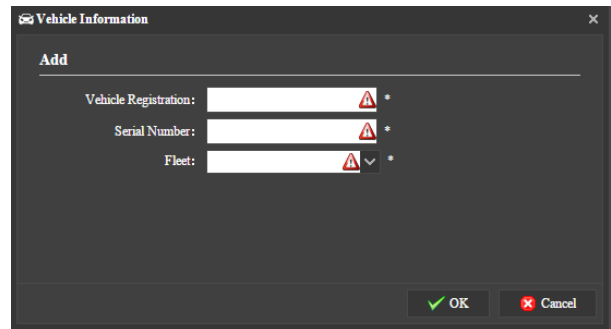 Vehicle Information
Add
Vehicle Registration: *
Serial Number: *
Fleet: *
OK Cancel